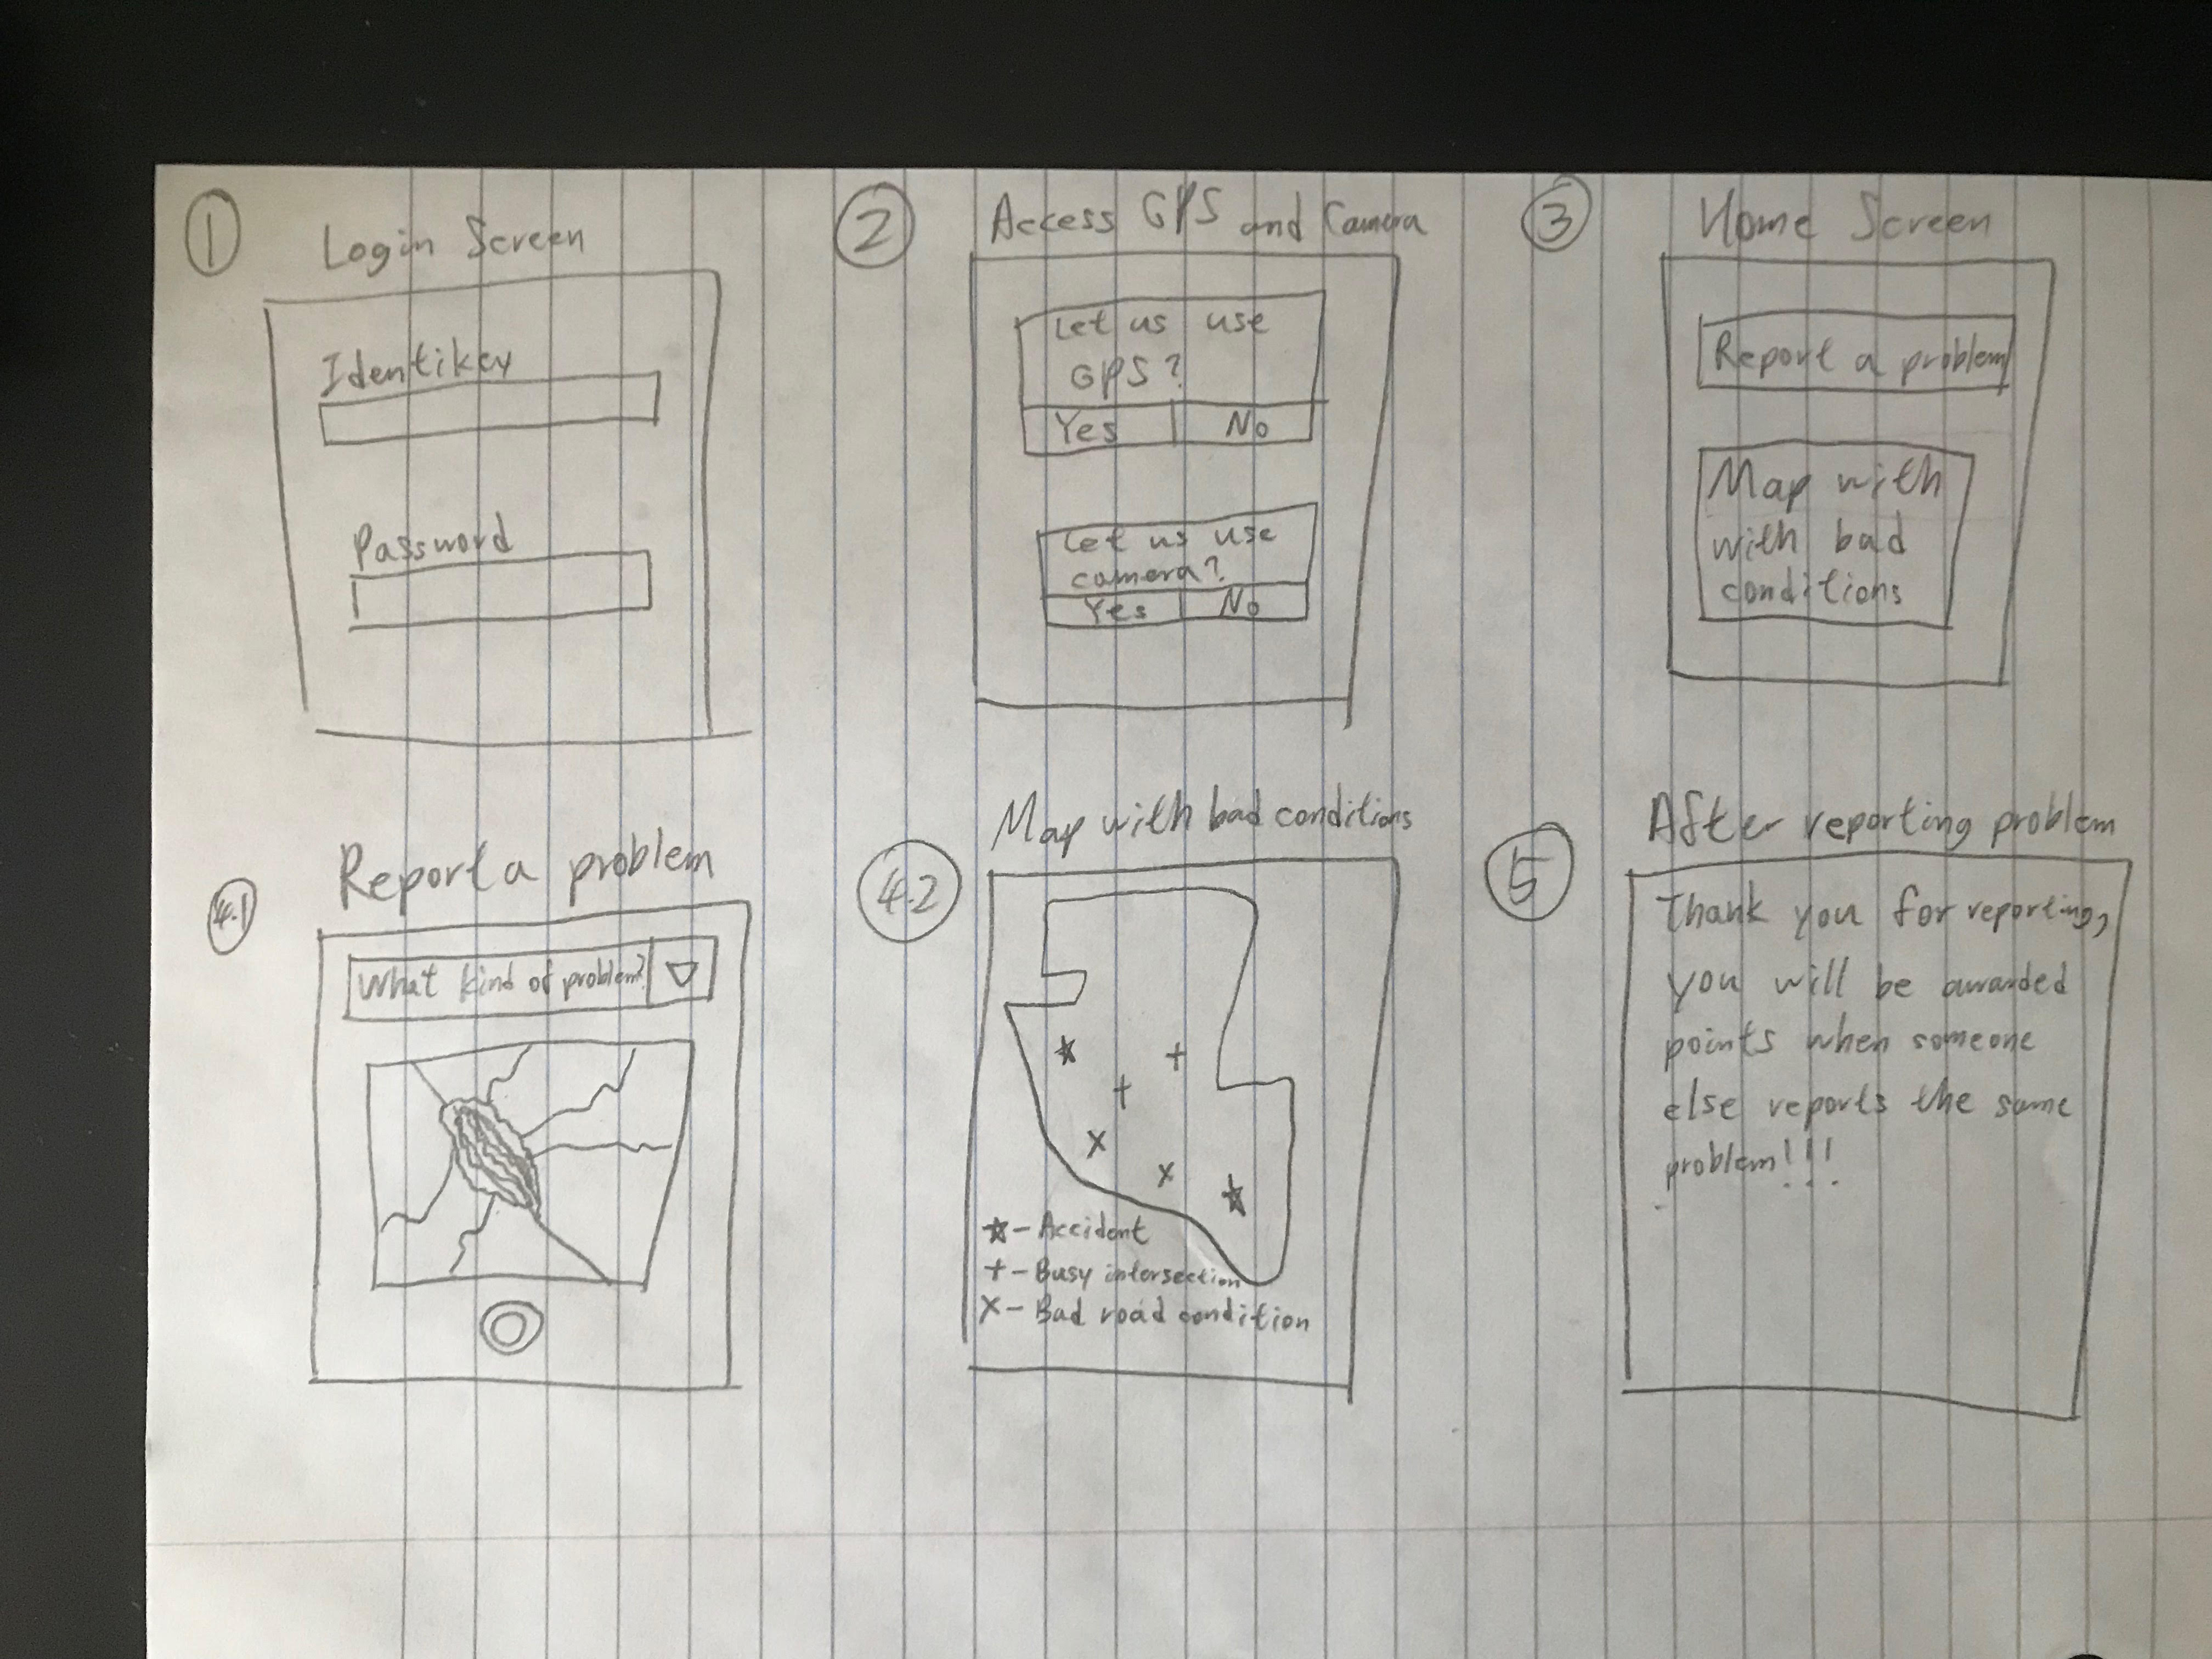 1
Login Screen
Identikey
Password
2
Access GPS and Camera
Let us use
GPS?
Yes
No
Let us use
camera?
Yes
No
3
Home Screen
Report a problem
Map with
with bad
conditions
4.1
Report a problem
What kind of problem?
4.2
Map with bad conditions
☆- Accident
+- Busy intersection
X- Bad road condition
5
After reporting problem
Thank you for reporting,
you will be awarded
points when someone
else reports the same
problem!!!